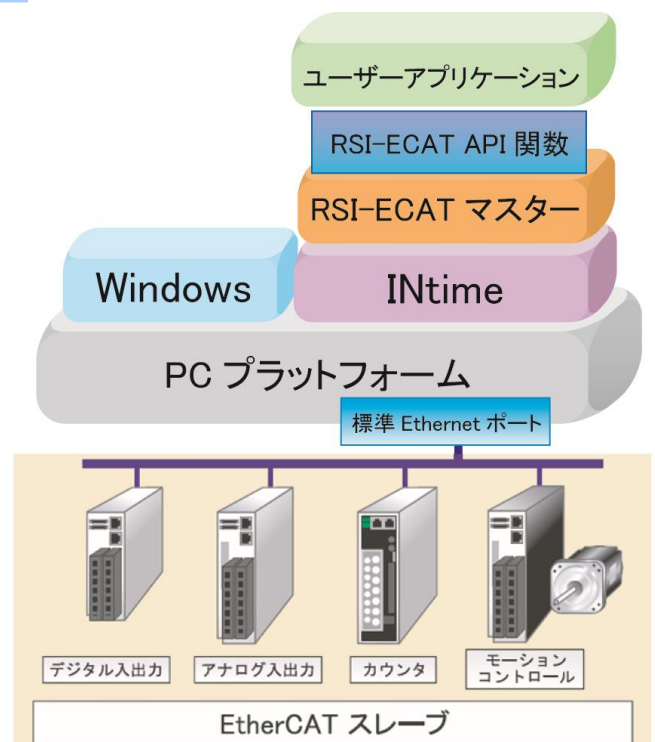 ユーザーアプリケーション
RSI-ECAT API 関数
RSI-ECAT マスター
Windows
INtime
PC プラットフォーム
標準 Ethernet ポート
デジタル入出力
アナログ入出力
カウンタ
モーション
コントロール
EtherCAT スレーブ